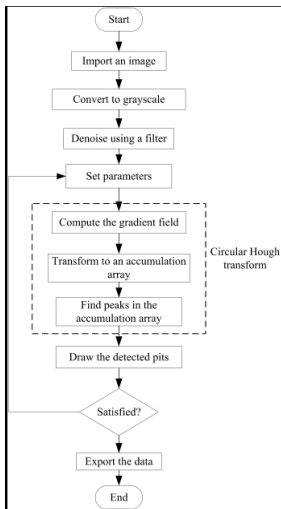 Start
Import an image
Convert to grayscale
Denoise using a filter
Set parameters
Compute the gradient field
Transform to an accumulation
array
Find peaks in the
accumulation array
Circular Hough
transform
Draw the detected pits
Satisfied?
Export the data
End